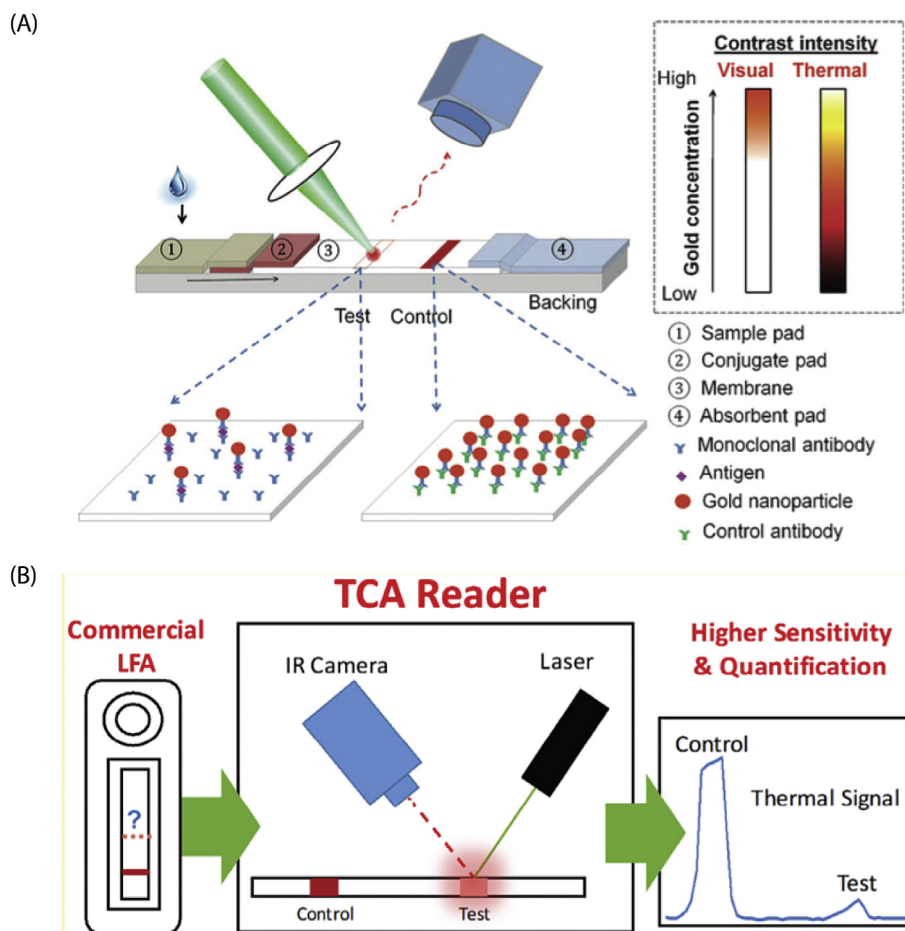 (A)
Contrast intensity
Visual Thermal
High
Gold concentration
Low
1
2
3
4
Test
Control
Backing
1 Sample pad
2 Conjugate pad
3 Membrane
4 Absorbent pad
Monoclonal antibody
Antigen
Gold nanoparticle
Control antibody
(B)
TCA Reader
Commercial
LFA
?
IR Camera
Laser
Control
Test
Higher Sensitivity
& Quantification
Control
Thermal Signal
Test